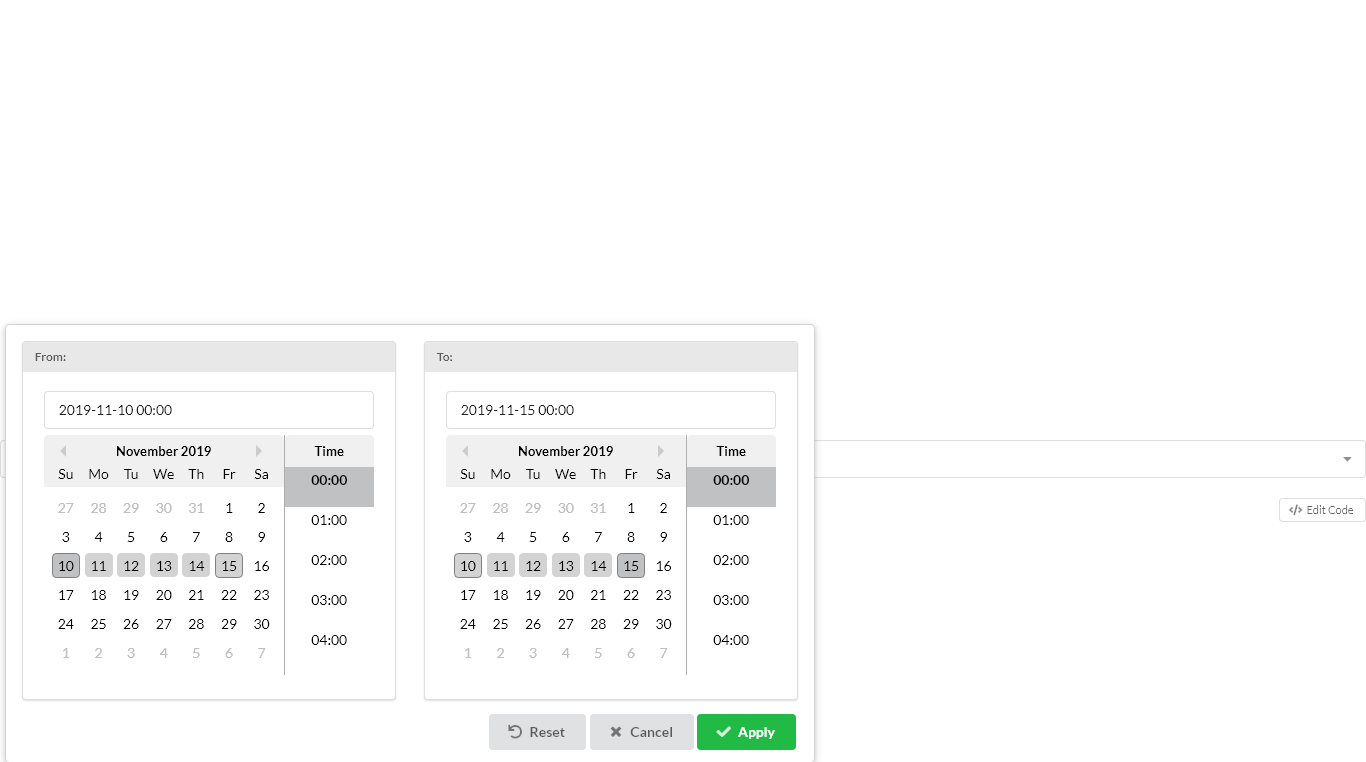 From:
2019-11-10 00:00
November 2019
Su Mo Tu We Th Fr Sa
27 28 29 30 31 1 2
3 4 5 6 7 8 9
10 11 12 13 14 15 16
17 18 19 20 21 22 23
24 25 26 27 28 29 30
1 2 3 4 5 6 7
Time
00:00
01:00
02:00
03:00
04:00
To:
2019-11-15 00:00
November 2019
Su Mo Tu We Th Fr Sa
27 28 29 30 31 1 2
3 4 5 6 7 8 9
10 11 12 13 14 15 16
17 18 19 20 21 22 23
24 25 26 27 28 29 30
1 2 3 4 5 6 7
Time
00:00
01:00
02:00
03:00
04:00
Reset
Cancel
Apply
Edit Code